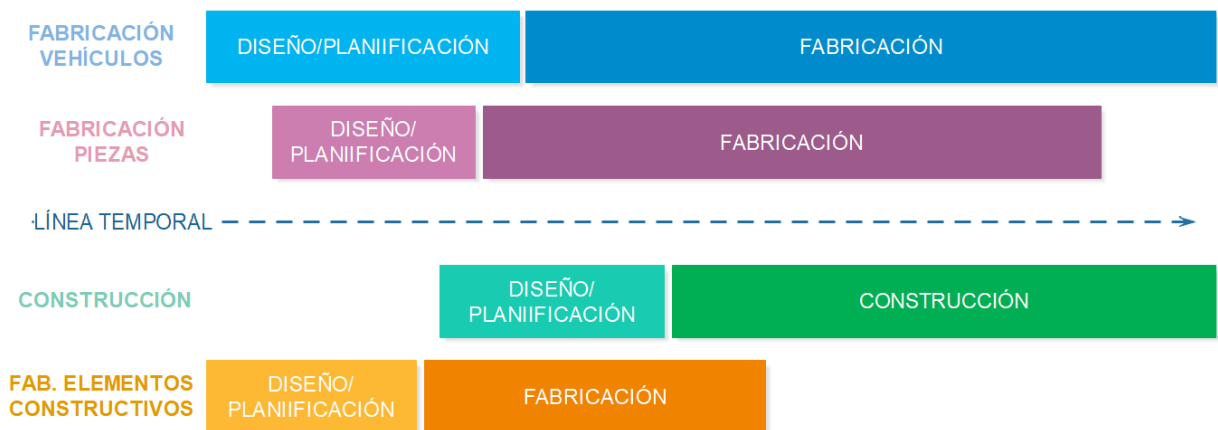 FABRICACIÓN
VEHÍCULOS
DISEÑO/PLANIIFICACIÓN
FABRICACIÓN
FABRICACIÓN
PIEZAS
DISEÑO/
PLANIIFICACIÓN
FABRICACIÓN
·LÍNEA TEMPORAL
CONSTRUCCIÓN
DISEÑO/
PLANIIFICACIÓN
CONSTRUCCIÓN
FAB. ELEMENTOS
CONSTRUCTIVOS
DISEÑO/
PLANIIFICACIÓN
FABRICACIÓN